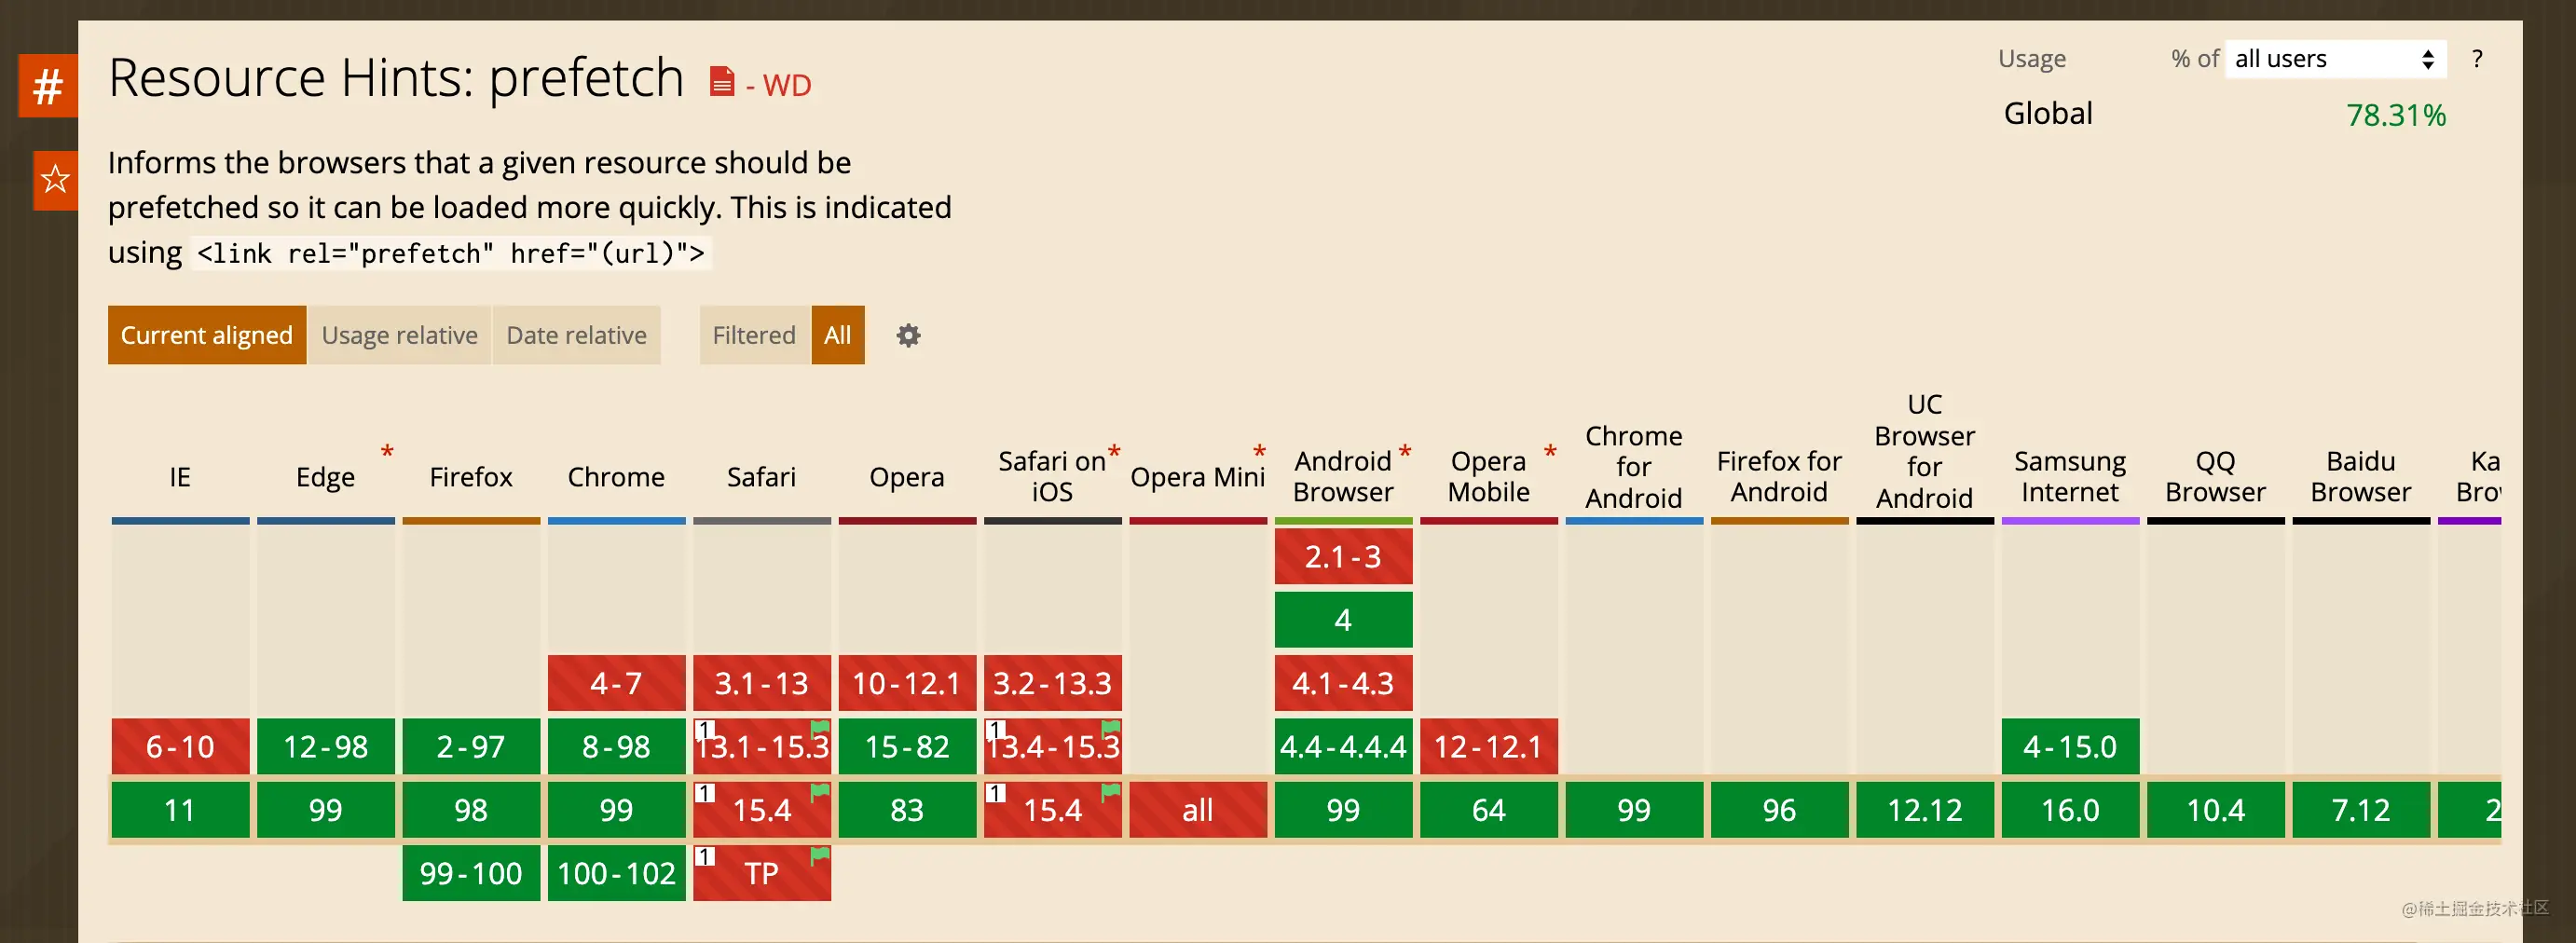 #
Resource Hints: prefetch - WD
Usage % of all users ?
Global 78.31%
☆
Informs the browsers that a given resource should be
prefetched so it can be loaded more quickly. This is indicated
using <link rel="prefetch" href="(url)">
Current aligned Usage relative Date relative Filtered All
IE
Edge *
Firefox
Chrome
Safari
Opera
Safari on *
iOS
Opera Mini *
Android *
Browser
Opera *
Mobile
Chrome
for
Android
Firefox for
Android
UC
Browser
for
Android
Samsung
Internet
QQ
Browser
Baidu
Browser
2.1-3
4
4-7 3.1-13 10-12.1 3.2-13.3 4.1-4.3
6-10 12-98 2-97 8-98 1 13.1-15.3 15-82 1 13.4-15.3 4.4-4.4.4 12-12.1 4-15.0
11 99 98 99 1 15.4 83 1 15.4 all 99 64 99 96 12.12 16.0 10.4 7.12 2
99-100 100-102 1 TP
@稀土掘金技术社区